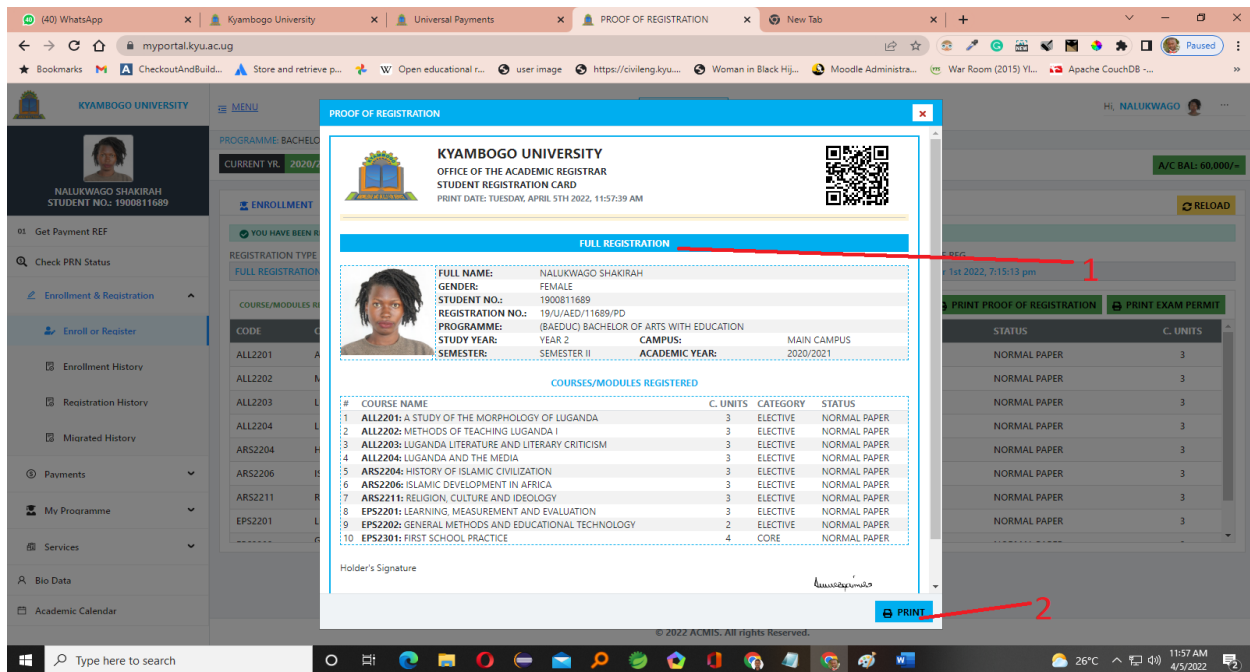 (40) WhatsApp
Kyambogo University
Universal Payments
PROOF OF REGISTRATION
New Tab
myportal.kyu.ac.ug
Paused
Bookmarks
CheckoutAndBuild...
Store and retrieve p...
Open educational r...
user image
https://civileng.kyu....
Woman in Black Hij...
Moodle Administra...
War Room (2015) YI...
Apache CouchDB -...
KYAMBOGO UNIVERSITY
MENU
HI, NALUKWAGO
NALUKWAGO SHAKIRAH
STUDENT NO.: 1900811689
01 Get Payment REF
Check PRN Status
Enrollment & Registration
Enroll or Register
Enrollment History
Registration History
Migrated History
Payments
My Programme
Services
Bio Data
Academic Calendar
PROGRAMME: BACHELO
CURRENT YR. 2020/2
A/C BAL: 60,000/=
ENROLLMENT
RELOAD
YOU HAVE BEEN R
REGISTRATION TYPE
FULL REGISTRATION
r 1st 2022, 7:15:13 pm
COURSE/MODULES RE
PRINT PROOF OF REGISTRATION
PRINT EXAM PERMIT
CODE C STATUS C. UNITS
ALL2201 A NORMAL PAPER 3
ALL2202 M NORMAL PAPER 3
ALL2203 L NORMAL PAPER 3
ALL2204 L NORMAL PAPER 3
ARS2204 H NORMAL PAPER 3
ARS2206 IS NORMAL PAPER 3
ARS2211 R NORMAL PAPER 3
EPS2201 L NORMAL PAPER 3
PROOF OF REGISTRATION
KYAMBOGO UNIVERSITY
OFFICE OF THE ACADEMIC REGISTRAR
STUDENT REGISTRATION CARD
PRINT DATE: TUESDAY, APRIL 5TH 2022, 11:57:39 AM
FULL REGISTRATION
1
FULL NAME: NALUKWAGO SHAKIRAH
GENDER: FEMALE
STUDENT NO.: 1900811689
REGISTRATION NO.: 19/U/AED/11689/PD
PROGRAMME: (BAEDUC) BACHELOR OF ARTS WITH EDUCATION
STUDY YEAR: YEAR 2 CAMPUS: MAIN CAMPUS
SEMESTER: SEMESTER II ACADEMIC YEAR: 2020/2021
COURSES/MODULES REGISTERED
# COURSE NAME C. UNITS CATEGORY STATUS
1 ALL2201: A STUDY OF THE MORPHOLOGY OF LUGANDA 3 ELECTIVE NORMAL PAPER
2 ALL2202: METHODS OF TEACHING LUGANDA I 3 ELECTIVE NORMAL PAPER
3 ALL2203: LUGANDA LITERATURE AND LITERARY CRITICISM 3 ELECTIVE NORMAL PAPER
4 ALL2204: LUGANDA AND THE MEDIA 3 ELECTIVE NORMAL PAPER
5 ARS2204: HISTORY OF ISLAMIC CIVILIZATION 3 ELECTIVE NORMAL PAPER
6 ARS2206: ISLAMIC DEVELOPMENT IN AFRICA 3 ELECTIVE NORMAL PAPER
7 ARS2211: RELIGION, CULTURE AND IDEOLOGY 3 ELECTIVE NORMAL PAPER
8 EPS2201: LEARNING, MEASUREMENT AND EVALUATION 3 ELECTIVE NORMAL PAPER
9 EPS2202: GENERAL METHODS AND EDUCATIONAL TECHNOLOGY 2 ELECTIVE NORMAL PAPER
10 EPS2301: FIRST SCHOOL PRACTICE 4 CORE NORMAL PAPER
Holder's Signature
PRINT
2
© 2022 ACMIS. All rights Reserved.
Type here to search
26°C
11:57 AM
4/5/2022